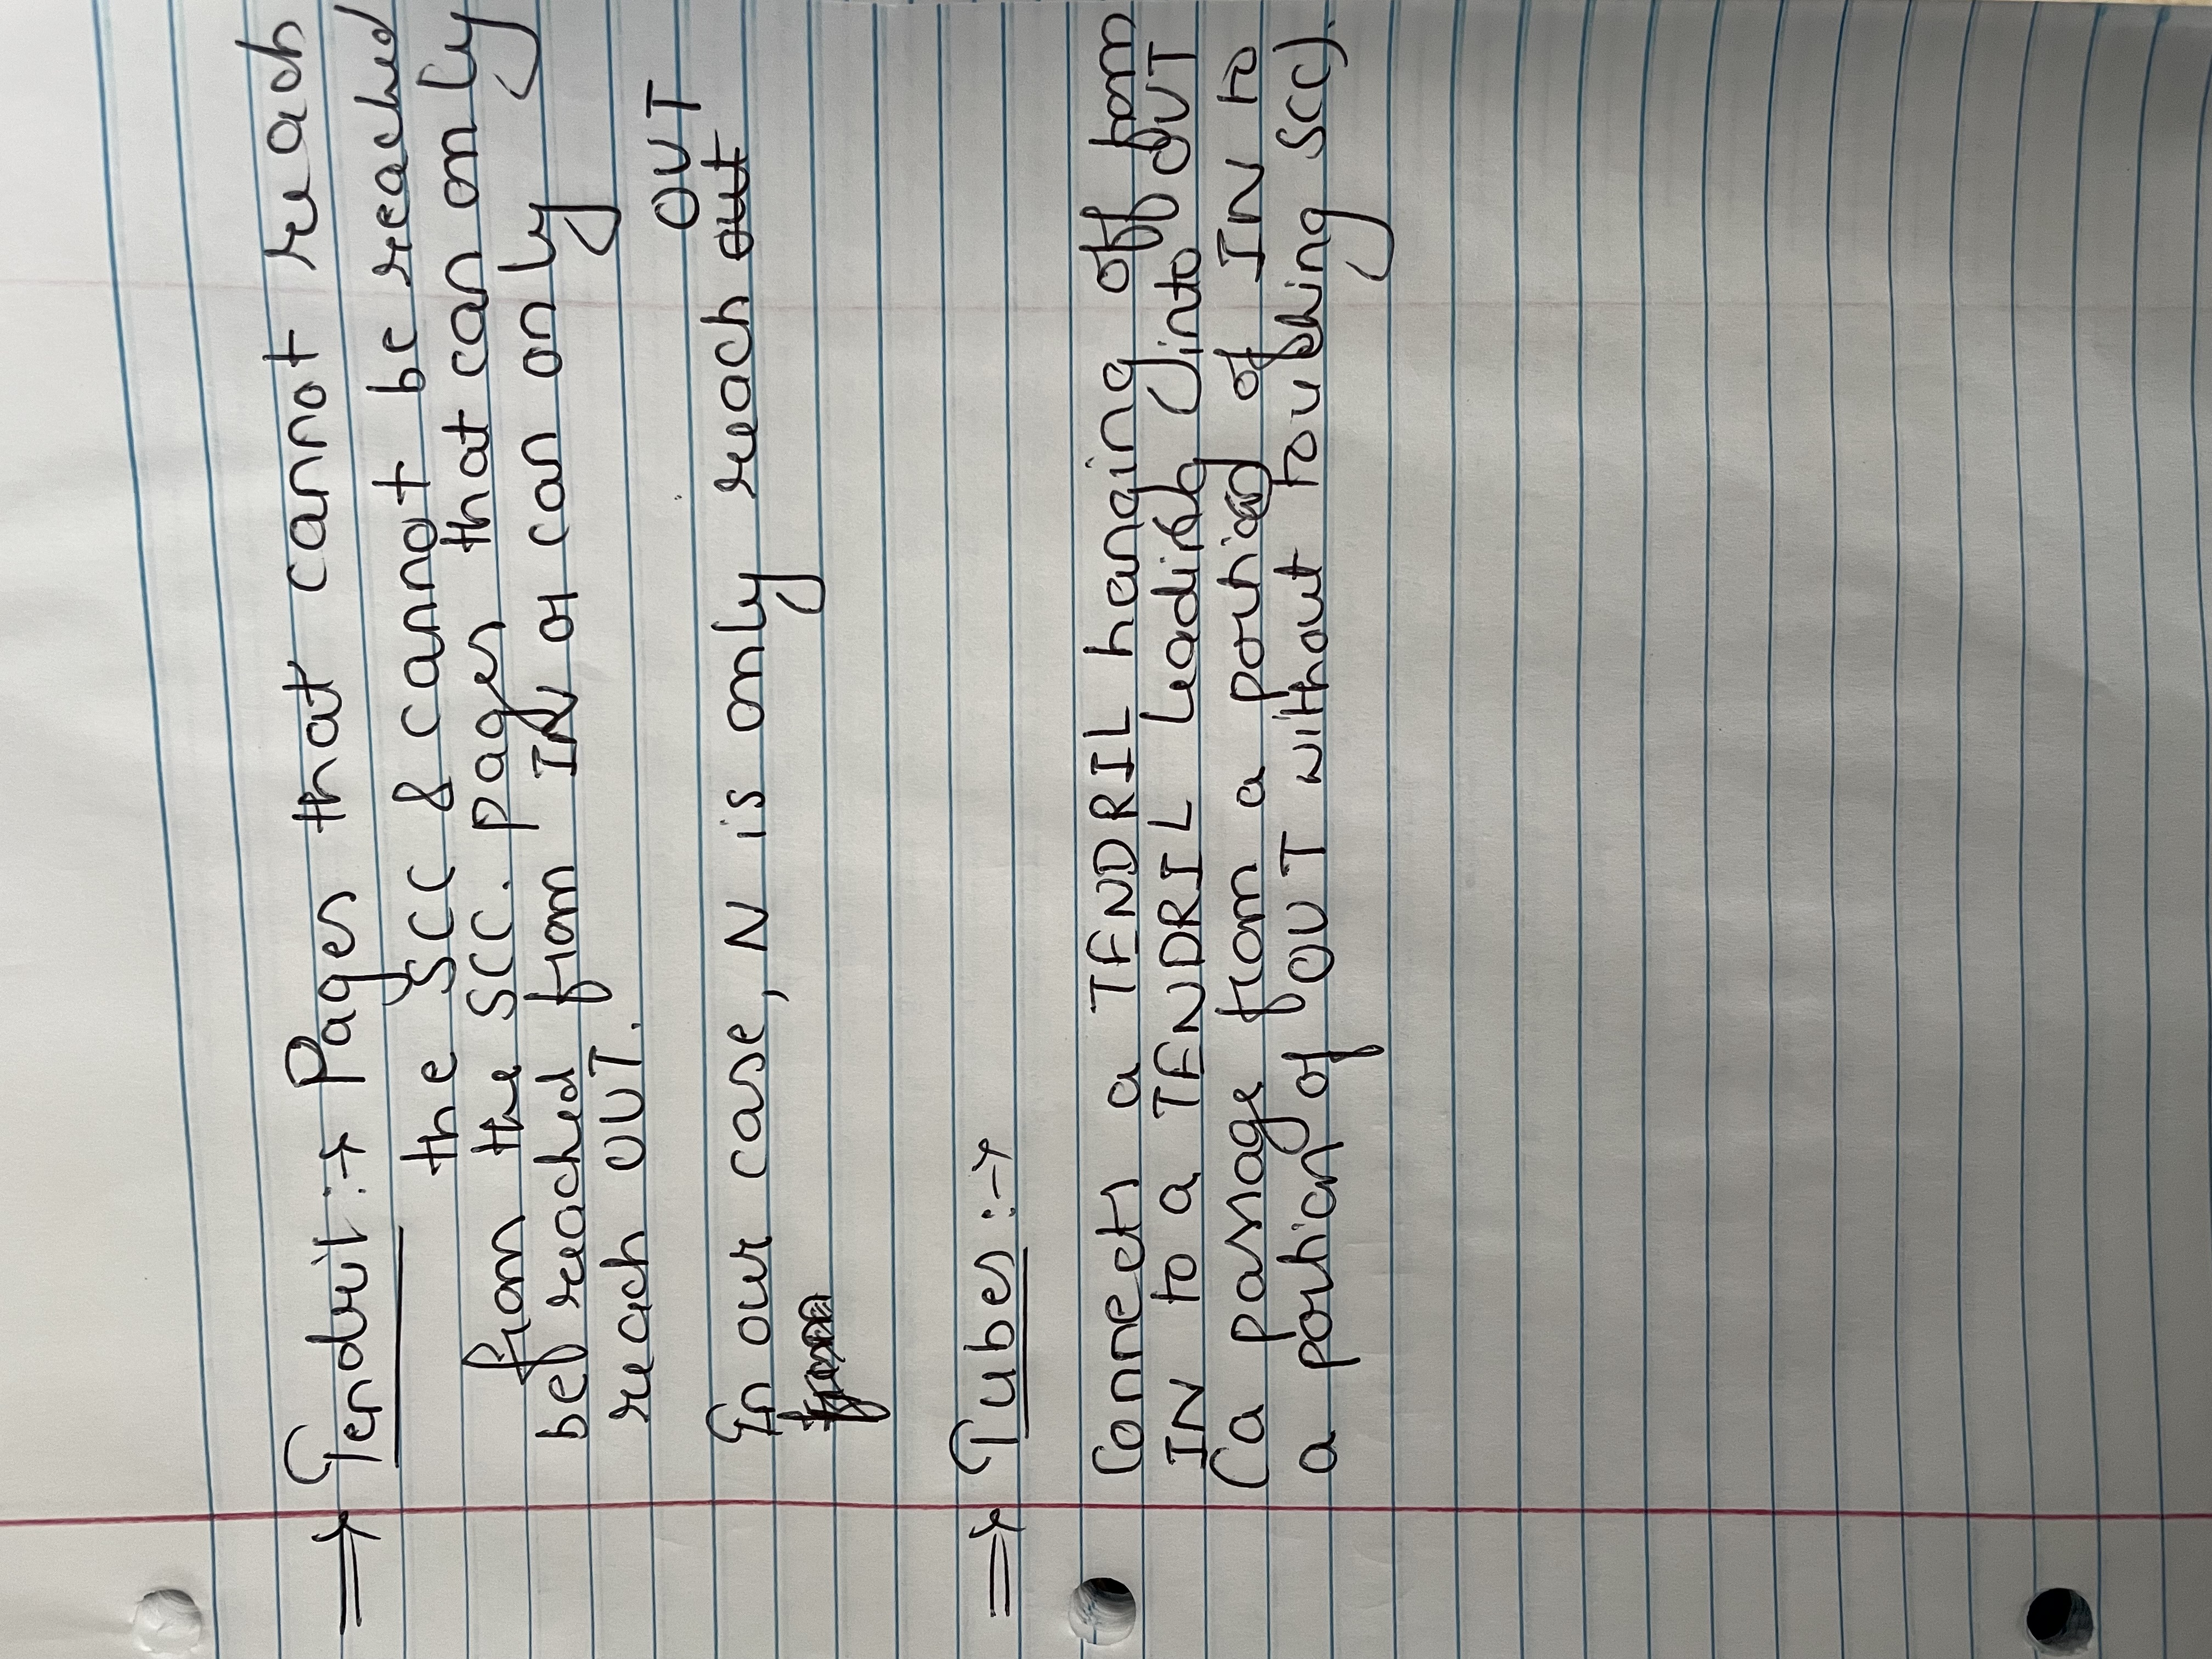 ⇒ Tendril :→ Pages that cannot reach
the SCC & cannot be reached
from the SCC. pages that can only
be reached from IN or can only
reach OUT.
OUT
In our case, N is only reach out
from
⇒ Tubes :→
Connects a TENDRIL hanging off from
IN to a TENDRIL leading into OUT
(a passage from a portion of IN to
a portion of OUT without touching SCC).